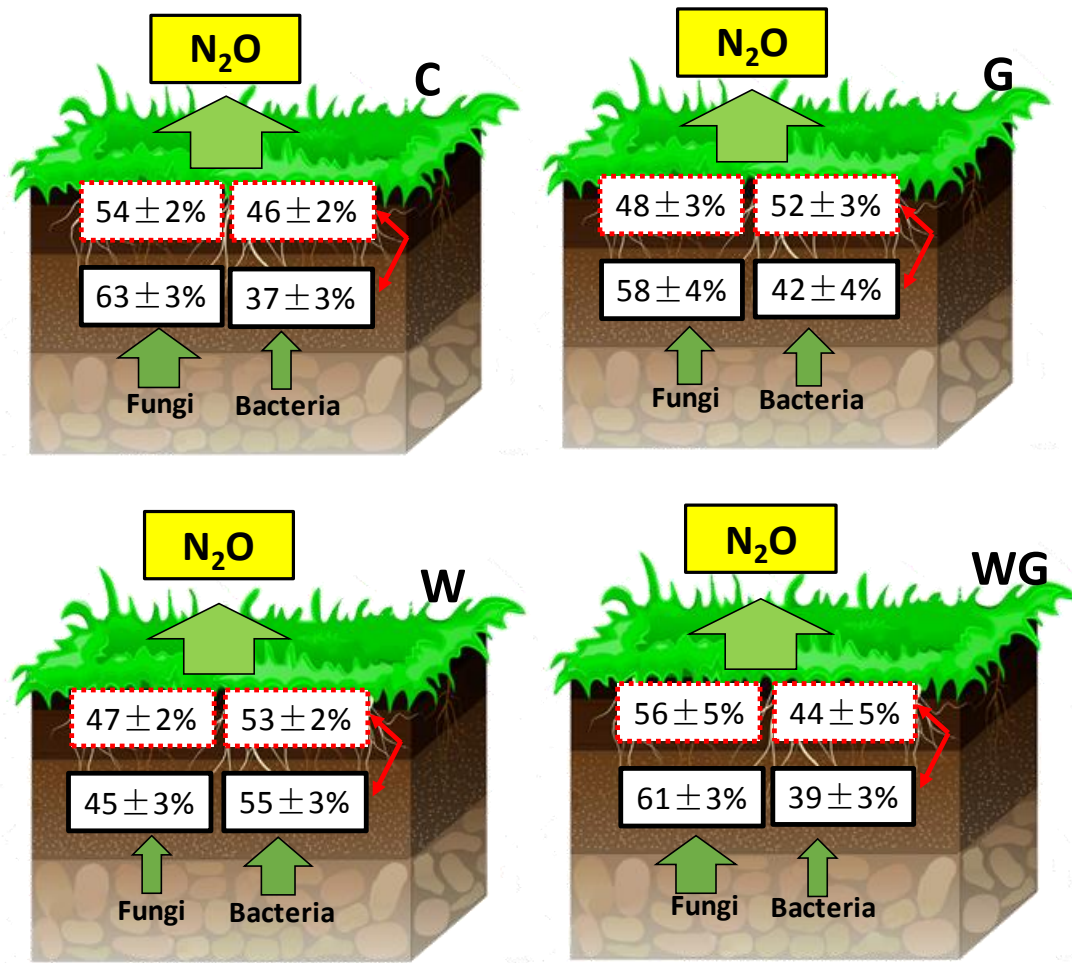 N₂O
C
54±2% 46±2%
63±3% 37±3%
Fungi Bacteria
N₂O
G
48±3% 52±3%
58±4% 42±4%
Fungi Bacteria
N₂O
W
47±2% 53±2%
45±3% 55±3%
Fungi Bacteria
N₂O
WG
56±5% 44±5%
61±3% 39±3%
Fungi Bacteria